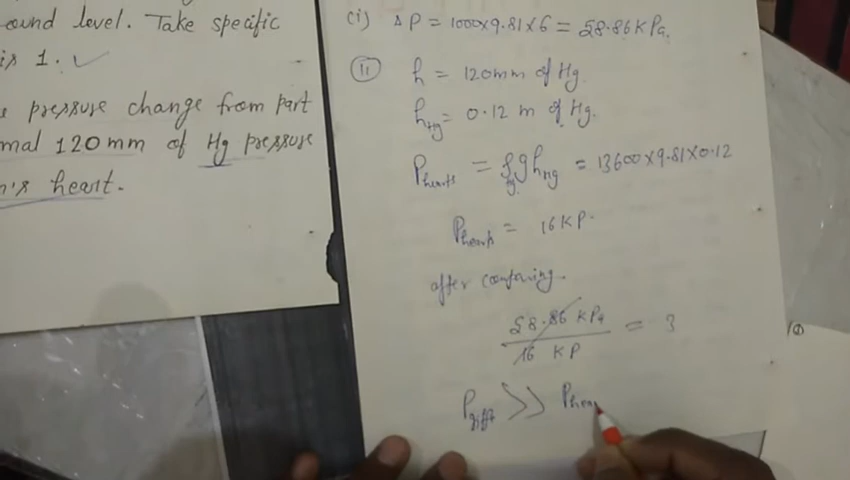 ound level. Take specific
is 1.
e pressure change from part
mal 120 mm of Hg pressure
n's heart.
(i) ΔP = 1000×9.81×6 = 58.86 KPa.
(ii) h = 120mm of Hg.
hHg = 0.12 m of Hg.
Pheart = ρg g hHg = 13600×9.81×0.12
Pheart = 16 KP.
after comparing.
58.86 KPa
16 KP
= 3
Pdiff >> Phea